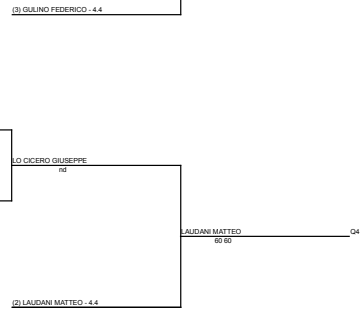 (3) GULINO FEDERICO - 4.4
LO CICERO GIUSEPPE
nd
LAUDANI MATTEO
Q4
60 60
(2) LAUDANI MATTEO - 4.4